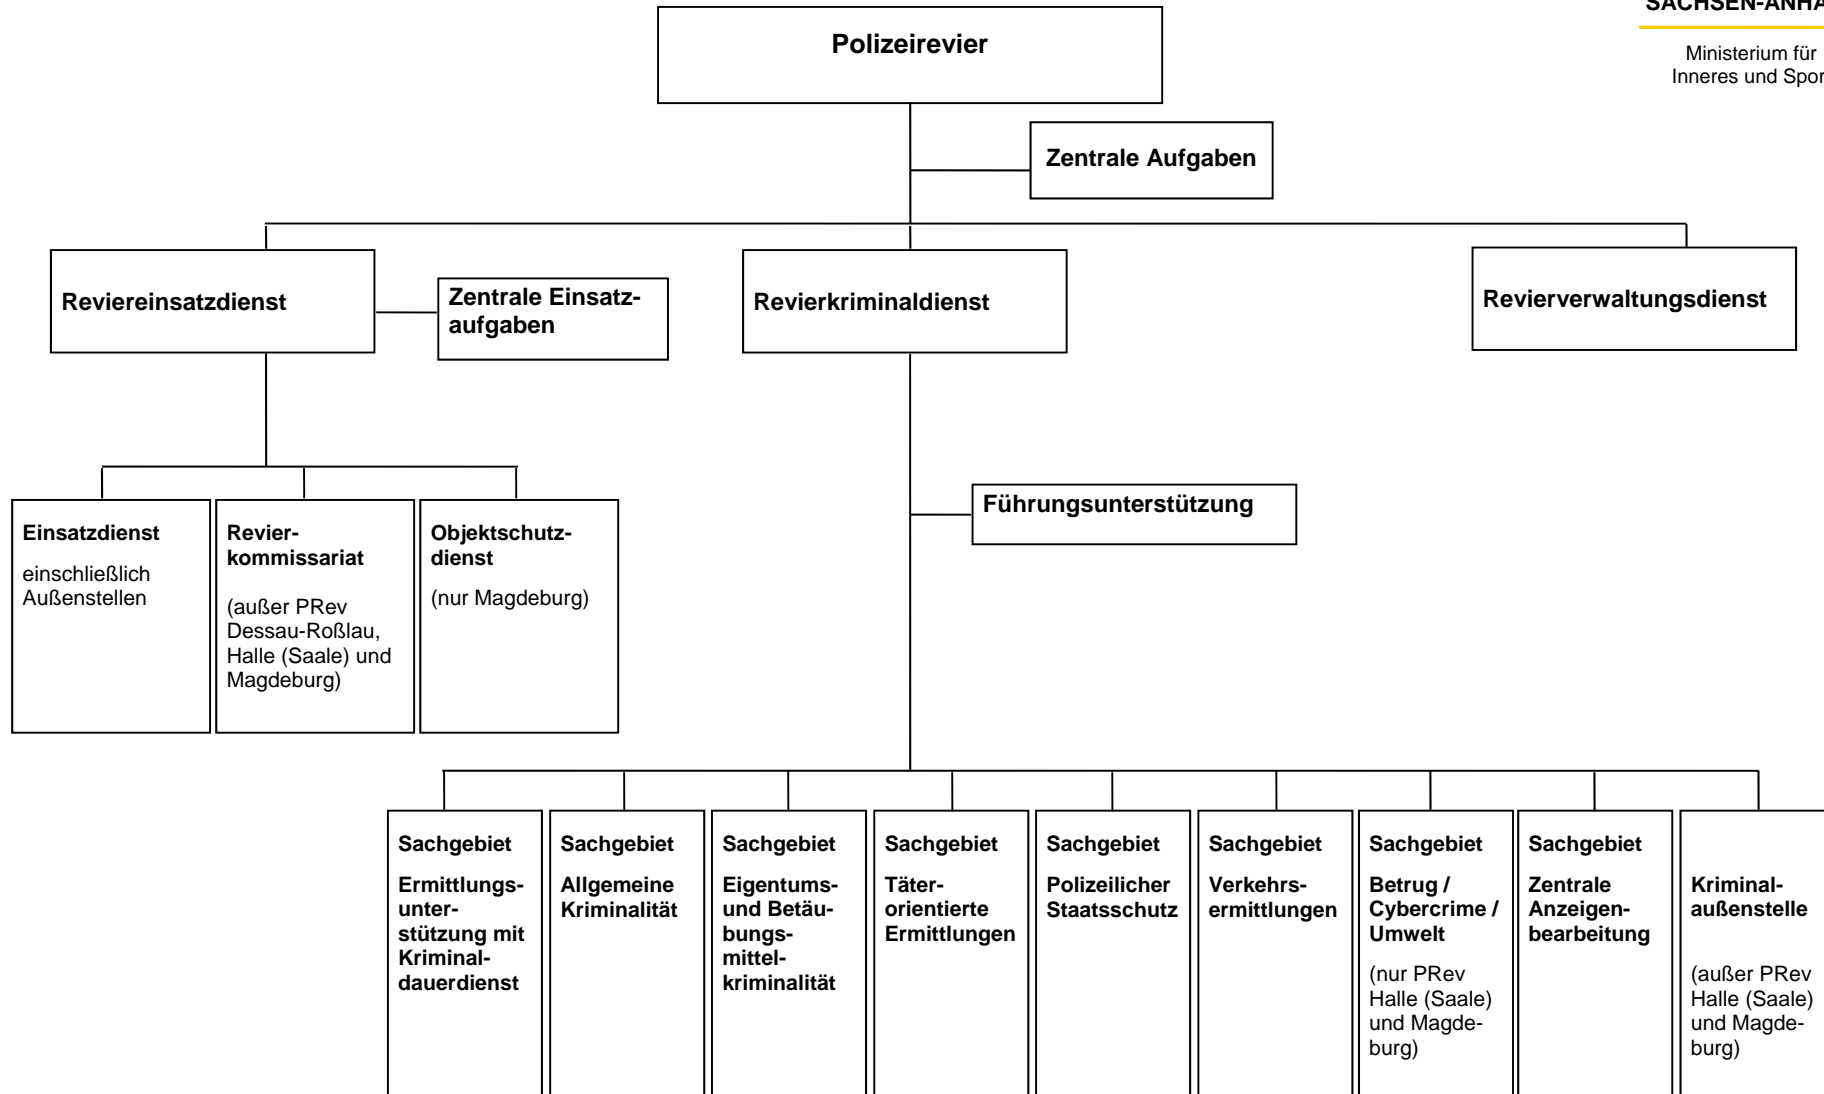 SACHSEN-ANHA
Ministerium für
Inneres und Spor
Polizeirevier
Zentrale Aufgaben
Reviereinsatzdienst
Zentrale Einsatz-
aufgaben
Revierkriminaldienst
Revierverwaltungsdienst
Einsatzdienst
einschließlich
Außenstellen
Revier-
kommissariat
(außer PRev
Dessau-Roßlau,
Halle (Saale) und
Magdeburg)
Objektschutz-
dienst
(nur Magdeburg)
Führungsunterstützung
Sachgebiet
Ermittlungs-
unter-
stützung mit
Kriminal-
dauerdienst
Sachgebiet
Allgemeine
Kriminalität
Sachgebiet
Eigentums-
und Betäu-
bungs-
mittel-
kriminalität
Sachgebiet
Täter-
orientierte
Ermittlungen
Sachgebiet
Polizeilicher
Staatsschutz
Sachgebiet
Verkehrs-
ermittlungen
Sachgebiet
Betrug /
Cybercrime /
Umwelt
(nur PRev
Halle (Saale)
und Magde-
burg)
Sachgebiet
Zentrale
Anzeigen-
bearbeitung
Kriminal-
außenstelle
(außer PRev
Halle (Saale)
und Magde-
burg)